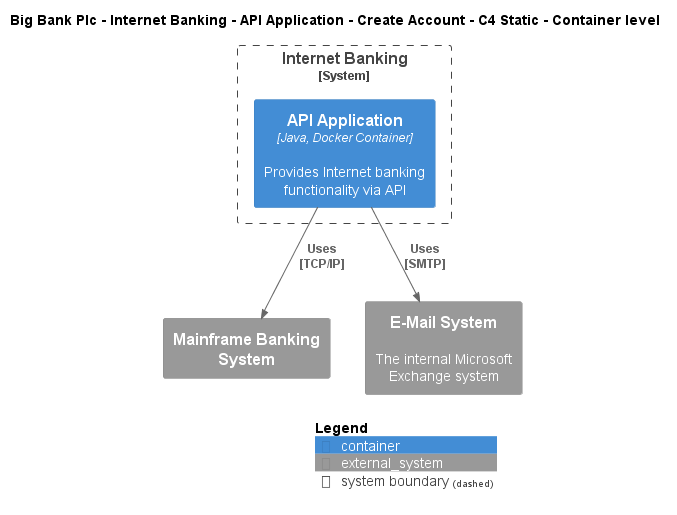 Big Bank Plc - Internet Banking - API Application - Create Account - C4 Static - Container level
Internet Banking
[System]
API Application
[Java, Docker Container]
Provides Internet banking
functionality via API
Uses
[TCP/IP]
Uses
[SMTP]
Mainframe Banking
System
E-Mail System
The internal Microsoft
Exchange system
Legend
container
external_system
system boundary (dashed)